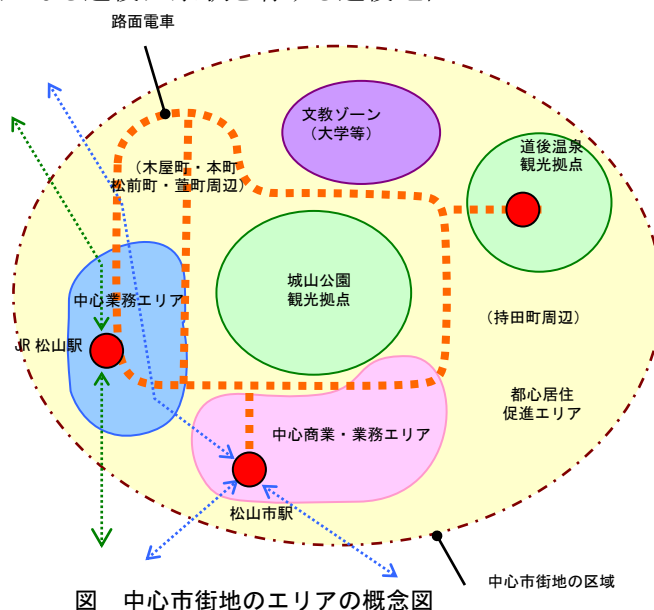 路面電車
文教ゾーン
（大学等）
道後温泉
観光拠点
（木屋町・本町
松前町・萱町周辺）
城山公園
観光拠点
中心業務エリア
（持田町周辺）
JR 松山駅
都心居住
促進エリア
中心商業・業務エリア
松山市駅
中心市街地の区域
図　中心市街地のエリアの概念図